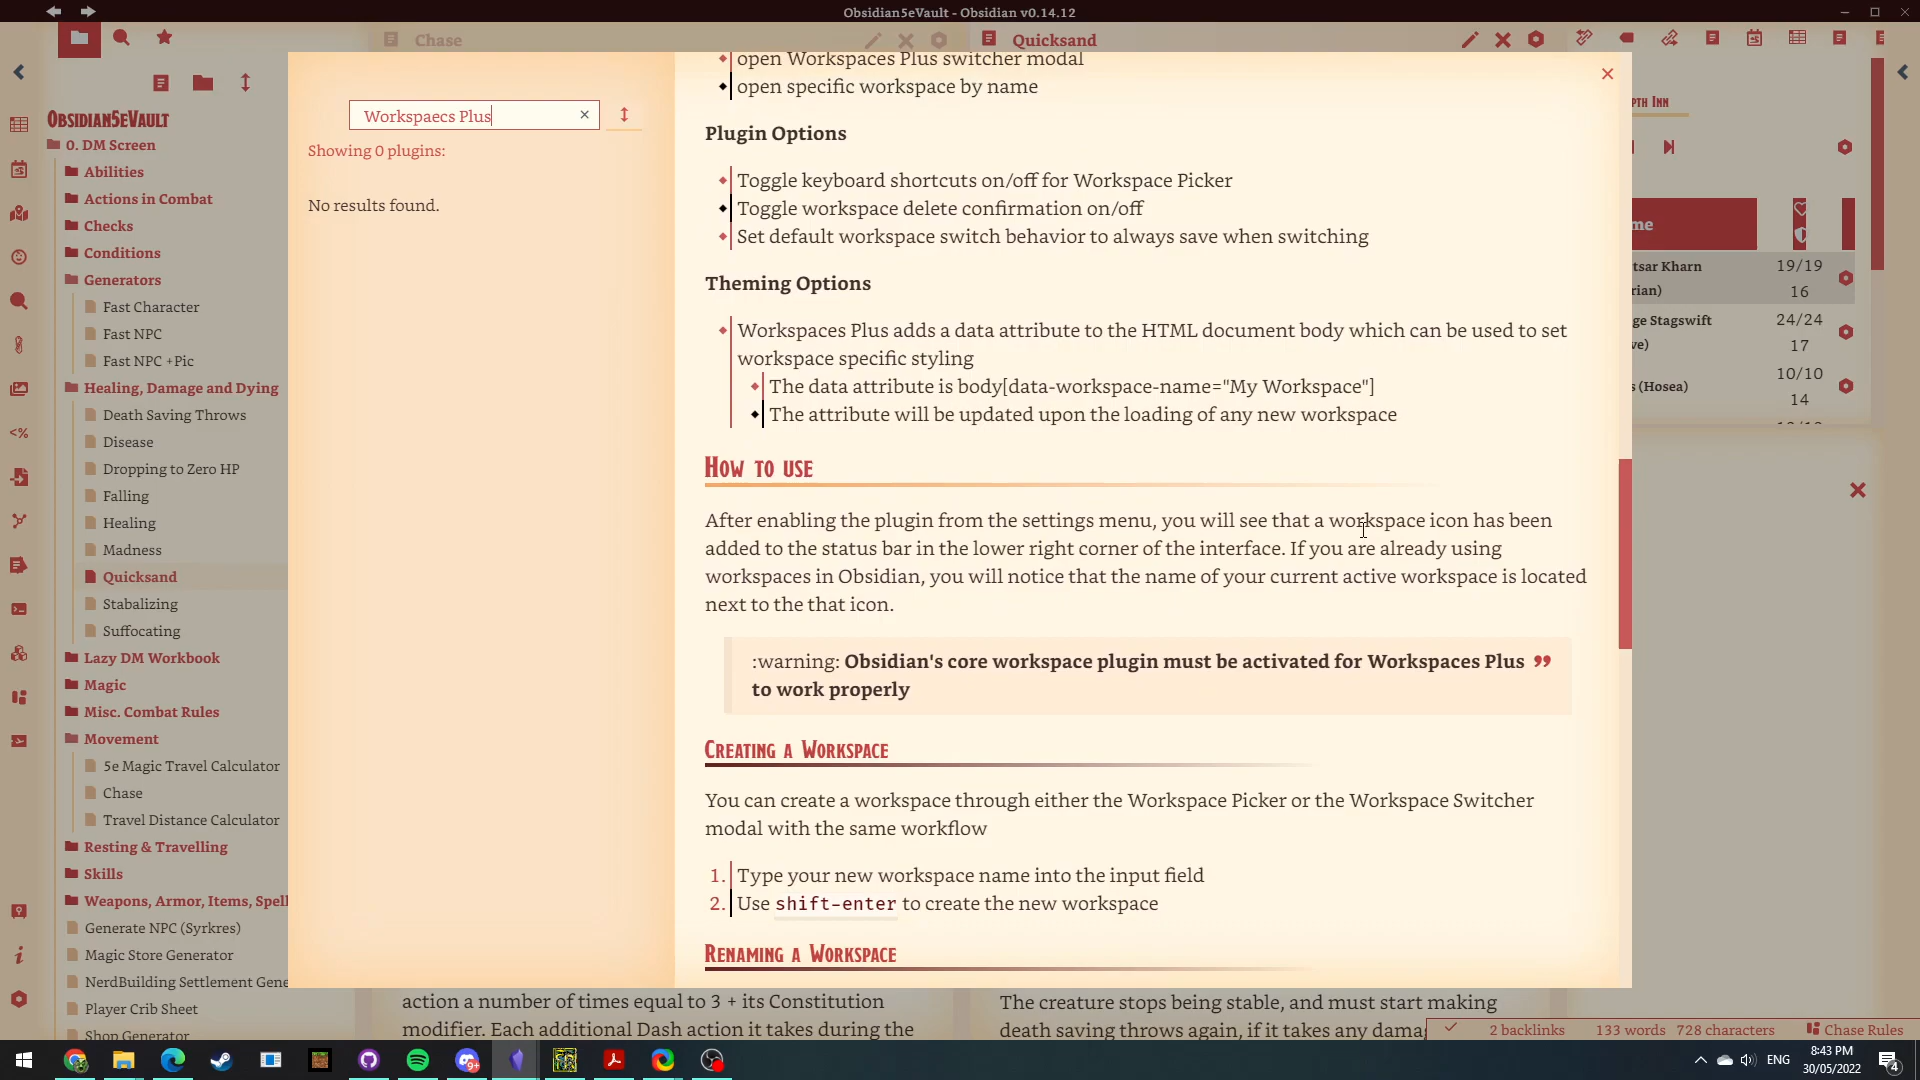 Obsidian5eVault - Obsidian v0.14.12
Chase
Quicksand
Obsidian5eVault
0. DM Screen
Abilities
Actions in Combat
Checks
Conditions
Generators
Fast Character
Fast NPC
Fast NPC +Pic
Healing, Damage and Dying
Death Saving Throws
Disease
Dropping to Zero HP
Falling
Healing
Madness
Quicksand
Stabalizing
Suffocating
Lazy DM Workbook
Magic
Misc. Combat Rules
Movement
5e Magic Travel Calculator
Chase
Travel Distance Calculator
Resting & Travelling
Skills
Weapons, Armor, Items, Spell
Generate NPC (Syrkres)
Magic Store Generator
NerdBuilding Settlement Gene
Player Crib Sheet
Shop Generator
Workspaecs Plus
Showing 0 plugins:
No results found.
open Workspaces Plus switcher modal
open specific workspace by name
Plugin Options
Toggle keyboard shortcuts on/off for Workspace Picker
Toggle workspace delete confirmation on/off
Set default workspace switch behavior to always save when switching
Theming Options
Workspaces Plus adds a data attribute to the HTML document body which can be used to set
workspace specific styling
The data attribute is body[data-workspace-name="My Workspace"]
The attribute will be updated upon the loading of any new workspace
How to use
After enabling the plugin from the settings menu, you will see that a workspace icon has been
added to the status bar in the lower right corner of the interface. If you are already using
workspaces in Obsidian, you will notice that the name of your current active workspace is located
next to the that icon.
:warning: Obsidian's core workspace plugin must be activated for Workspaces Plus
to work properly
Creating a Workspace
You can create a workspace through either the Workspace Picker or the Workspace Switcher
modal with the same workflow
1. Type your new workspace name into the input field
2. Use shift-enter to create the new workspace
Renaming a Workspace
pth Inn
me
tsar Kharn 19/19
rian) 16
ge Stagswift 24/24
ve) 17
10/10
s (Hosea)
14
action a number of times equal to 3 + its Constitution
modifier. Each additional Dash action it takes during the
The creature stops being stable, and must start making
death saving throws again, if it takes any damag
2 backlinks 133 words 728 characters Chase Rules
<% 
9+
ENG
8:43 PM
30/05/2022
4